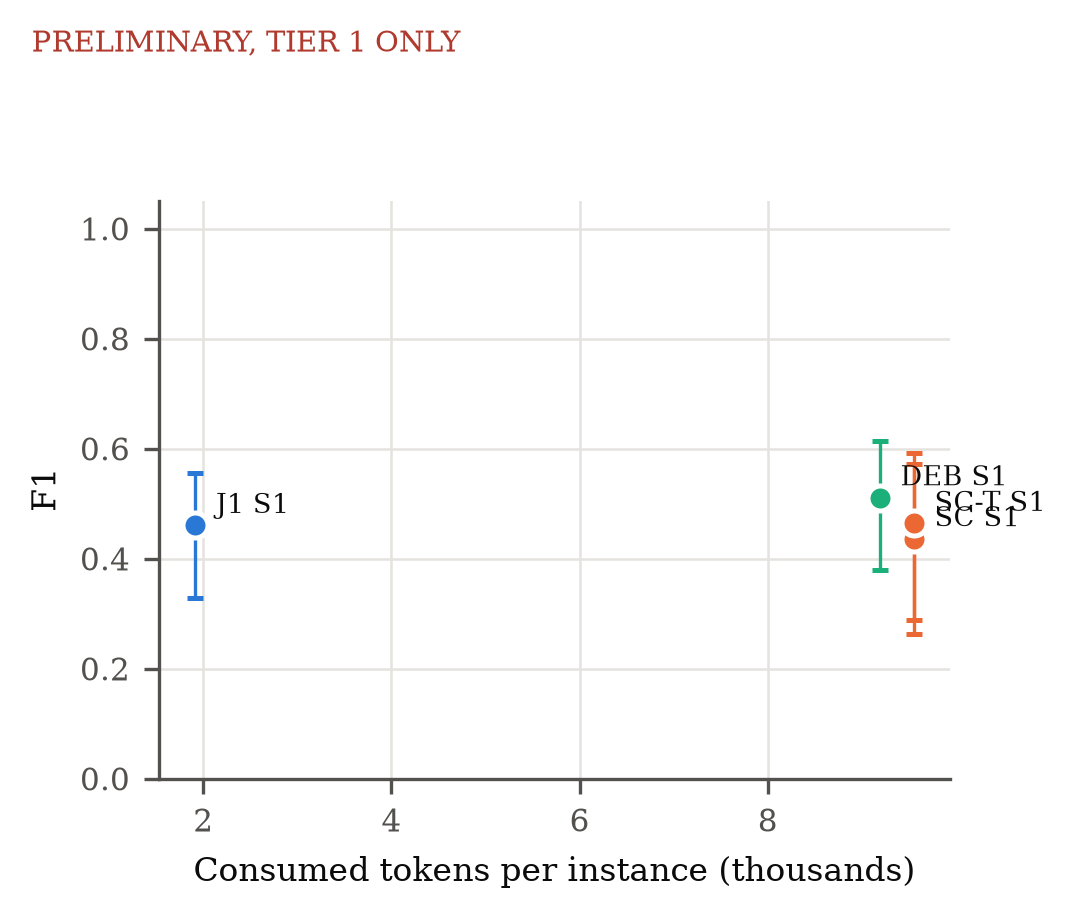 PRELIMINARY, TIER 1 ONLY
1.0
0.8
0.6
0.4
0.2
0.0
F1
J1 S1
DEB S1
SC-T S1
SC S1
2
4
6
8
Consumed tokens per instance (thousands)